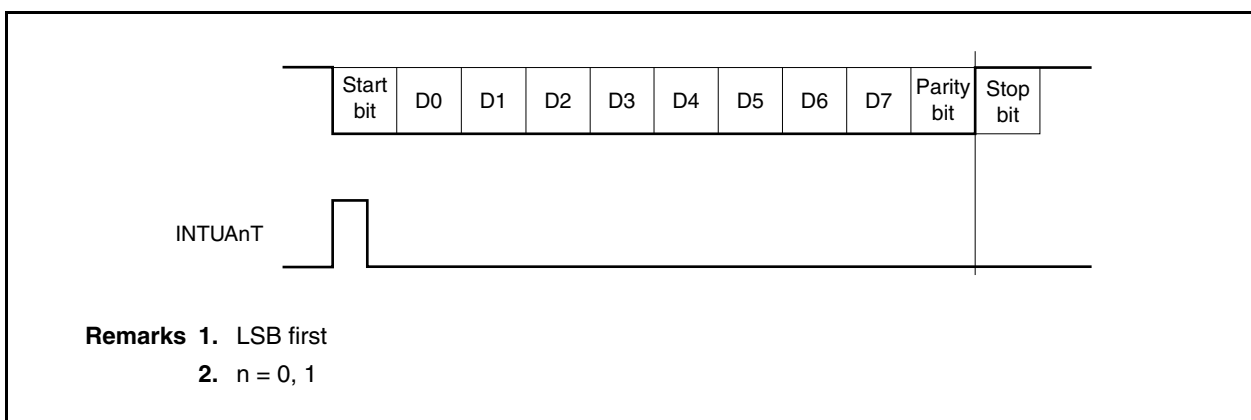 Start bit D0 D1 D2 D3 D4 D5 D6 D7 Parity bit Stop bit
INTUAnT
Remarks 1. LSB first
2. n = 0, 1